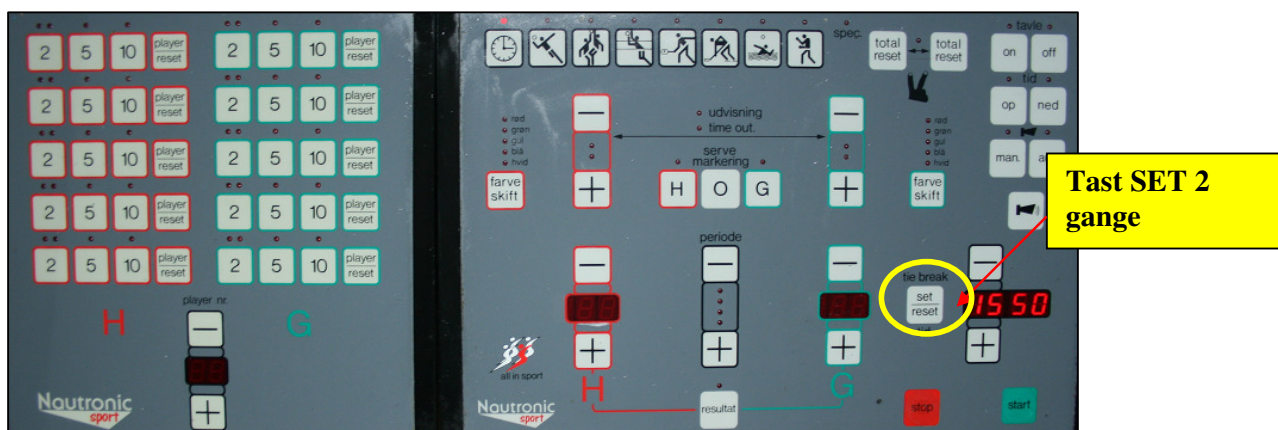 2 5 10 player reset 2 5 10 player reset
2 5 10 player reset 2 5 10 player reset
2 5 10 player reset 2 5 10 player reset
2 5 10 player reset 2 5 10 player reset
2 5 10 player reset 2 5 10 player reset
player nr.
H G
Nautronic
sport
speç.
total reset total reset
tavle
on off
tid
op ned
man.
rød
grøn
gul
blå
hvid
farve
skift
udvisning
time out.
serve
markering
H O G
rød
grøn
gul
blå
hvid
farve
skift
periode
tie break
set
reset
15 50
all in sport
H G
Nautronic
sport
resultat
stop
start
Tast SET 2
gange